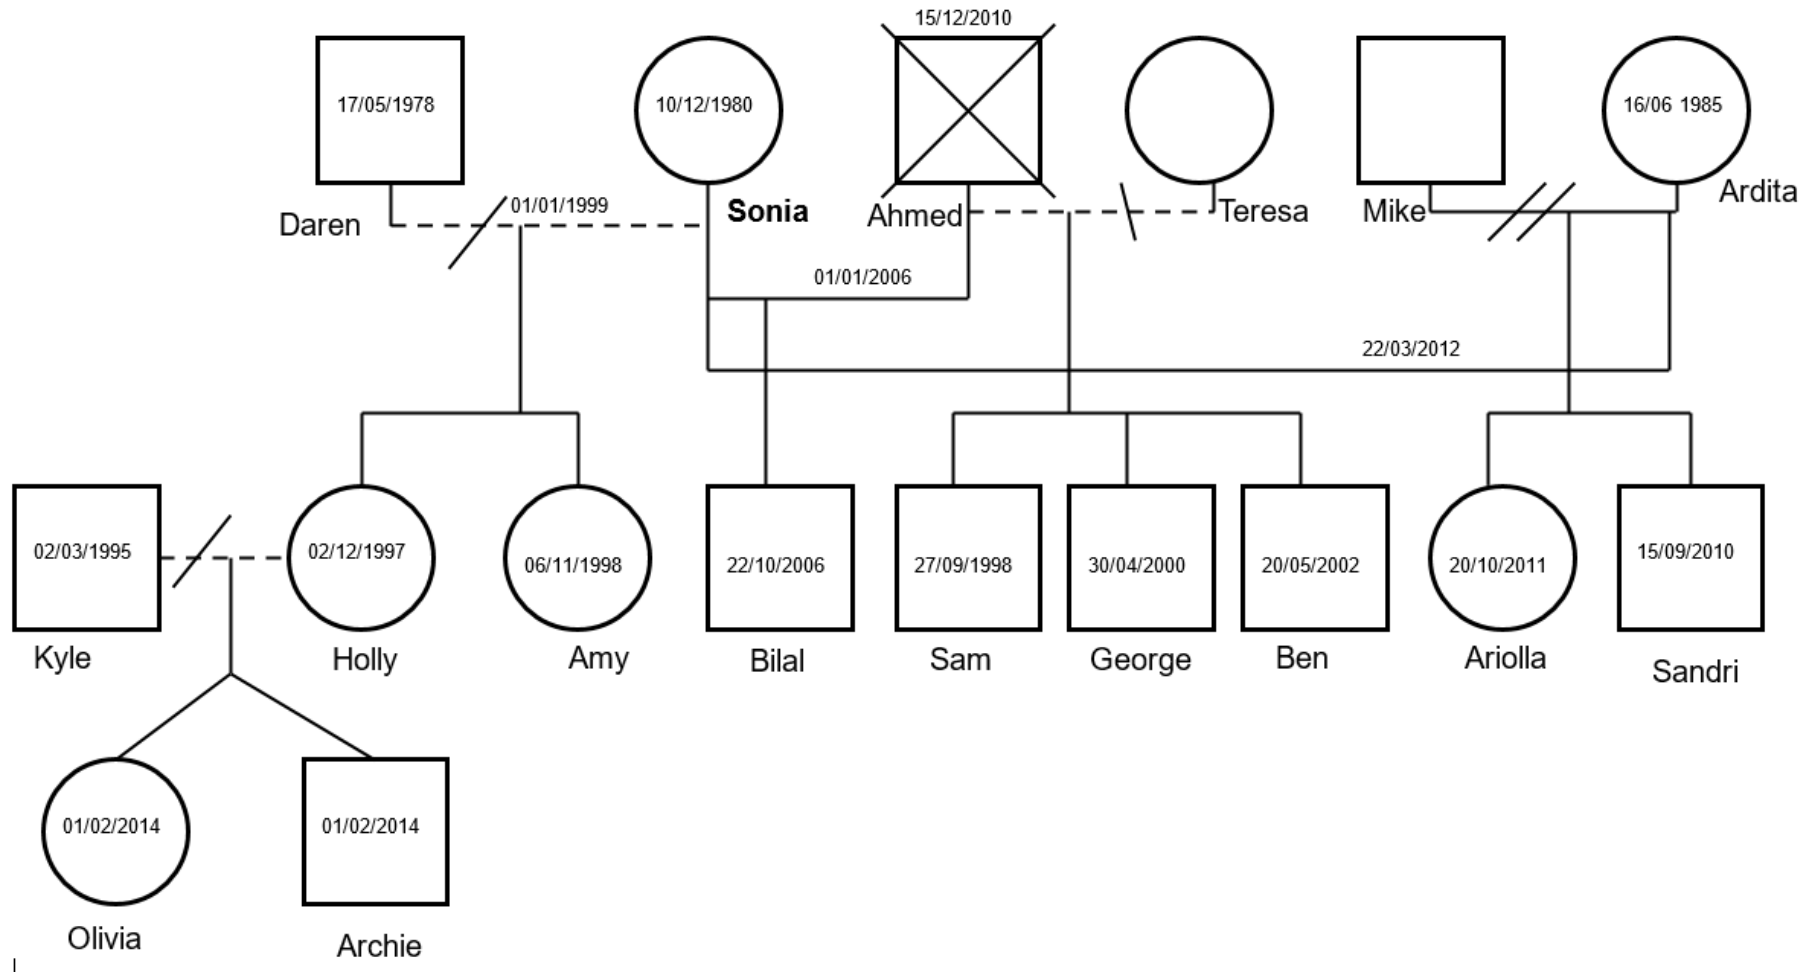 15/12/2010
17/05/1978
10/12/1980
16/06 1985
Daren
01/01/1999
Sonia
Ahmed
Teresa
Mike
Ardita
01/01/2006
22/03/2012
02/03/1995
02/12/1997
06/11/1998
22/10/2006
27/09/1998
30/04/2000
20/05/2002
20/10/2011
15/09/2010
Kyle
Holly
Amy
Bilal
Sam
George
Ben
Ariolla
Sandri
01/02/2014
01/02/2014
Olivia
Archie